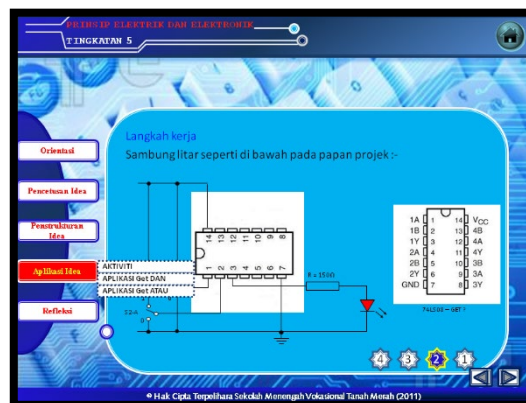 PRINSIP ELEKTRIK DAN ELEKTRONIK
TINGKATAN 5
Orientasi
Pencetusan Idea
Penstrukturan
Idea
Aplikasi Idea
Refleksi
Langkah kerja
Sambung litar seperti di bawah pada papan projek :-
14 13 12 11 10 9 8
1 2 3 4 5 6 7
AKTIVITI
APLIKASI Get DAN
APLIKASI Get ATAU
0
1A 1 14 VCC
1B 2 13 4B
1Y 3 12 4A
2A 4 11 4Y
2B 5 10 3B
2Y 6 9 3A
GND 7 8 3Y
4 3 2 1
© Hak Cipta Terpelihara Sekolah Menengah Vokasional Tanah Merah (2011)